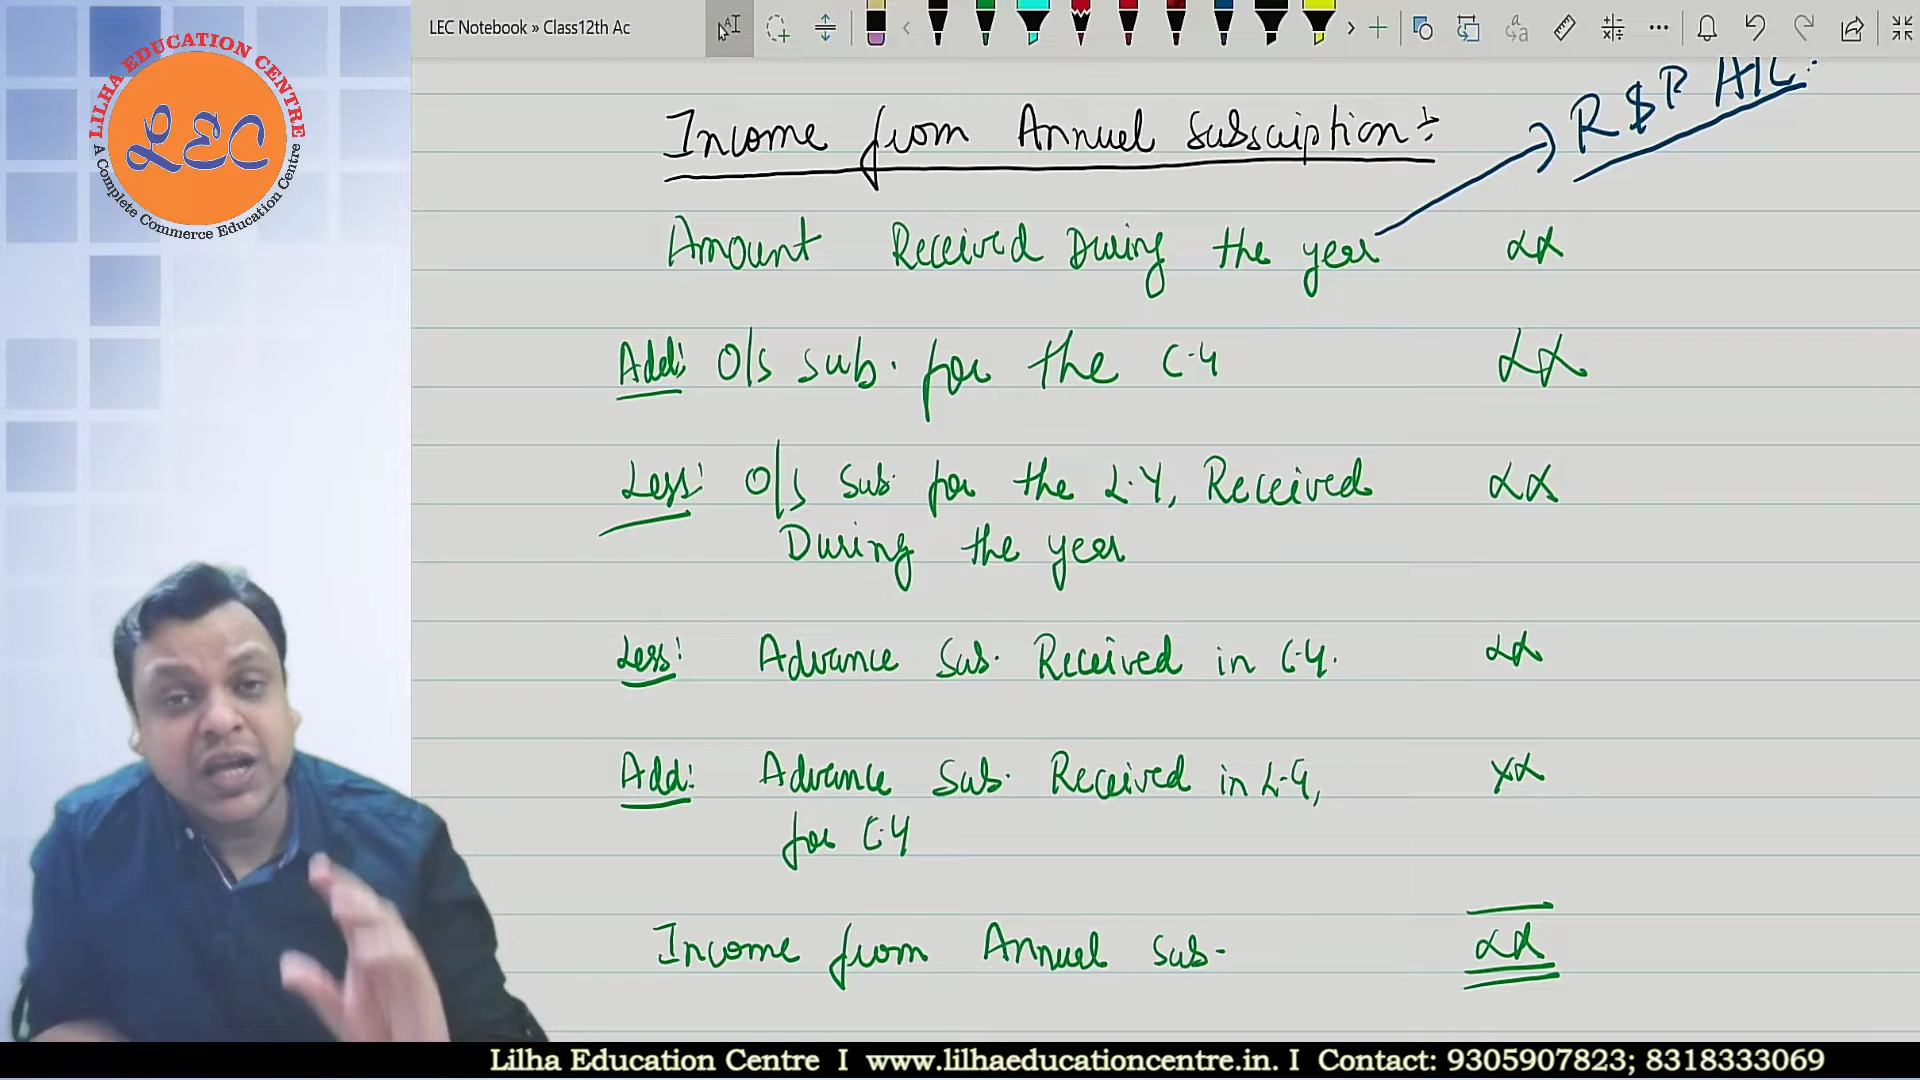 LEC Notebook » Class12th Ac
LILHA EDUCATION CENTRE
LEC
A Complete Commerce Education Centre
R & P A/c :
Income from Annual Subscription :-
Amount Received During the year xx
Add: O/s sub. for the C.Y xx
Less: O/s Sub. for the L.Y, Received xx
During the year
Less: Advance Sub. Received in C.Y. xx
Add: Advance Sub. Received in L.Y, xx
for C.Y
Income from Annual Sub. xx
Lilha Education Centre I www.lilhaeducationcentre.in. I Contact: 9305907823; 8318333069